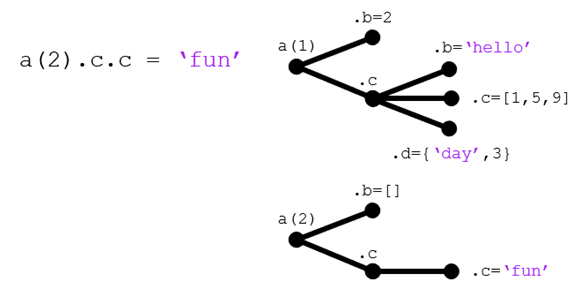 a(2).c.c = ‘fun’
.b=2
a(1)
.b=‘hello’
.c
.c=[1,5,9]
.d={‘day’,3}
.b=[]
a(2)
.c
.c=‘fun’